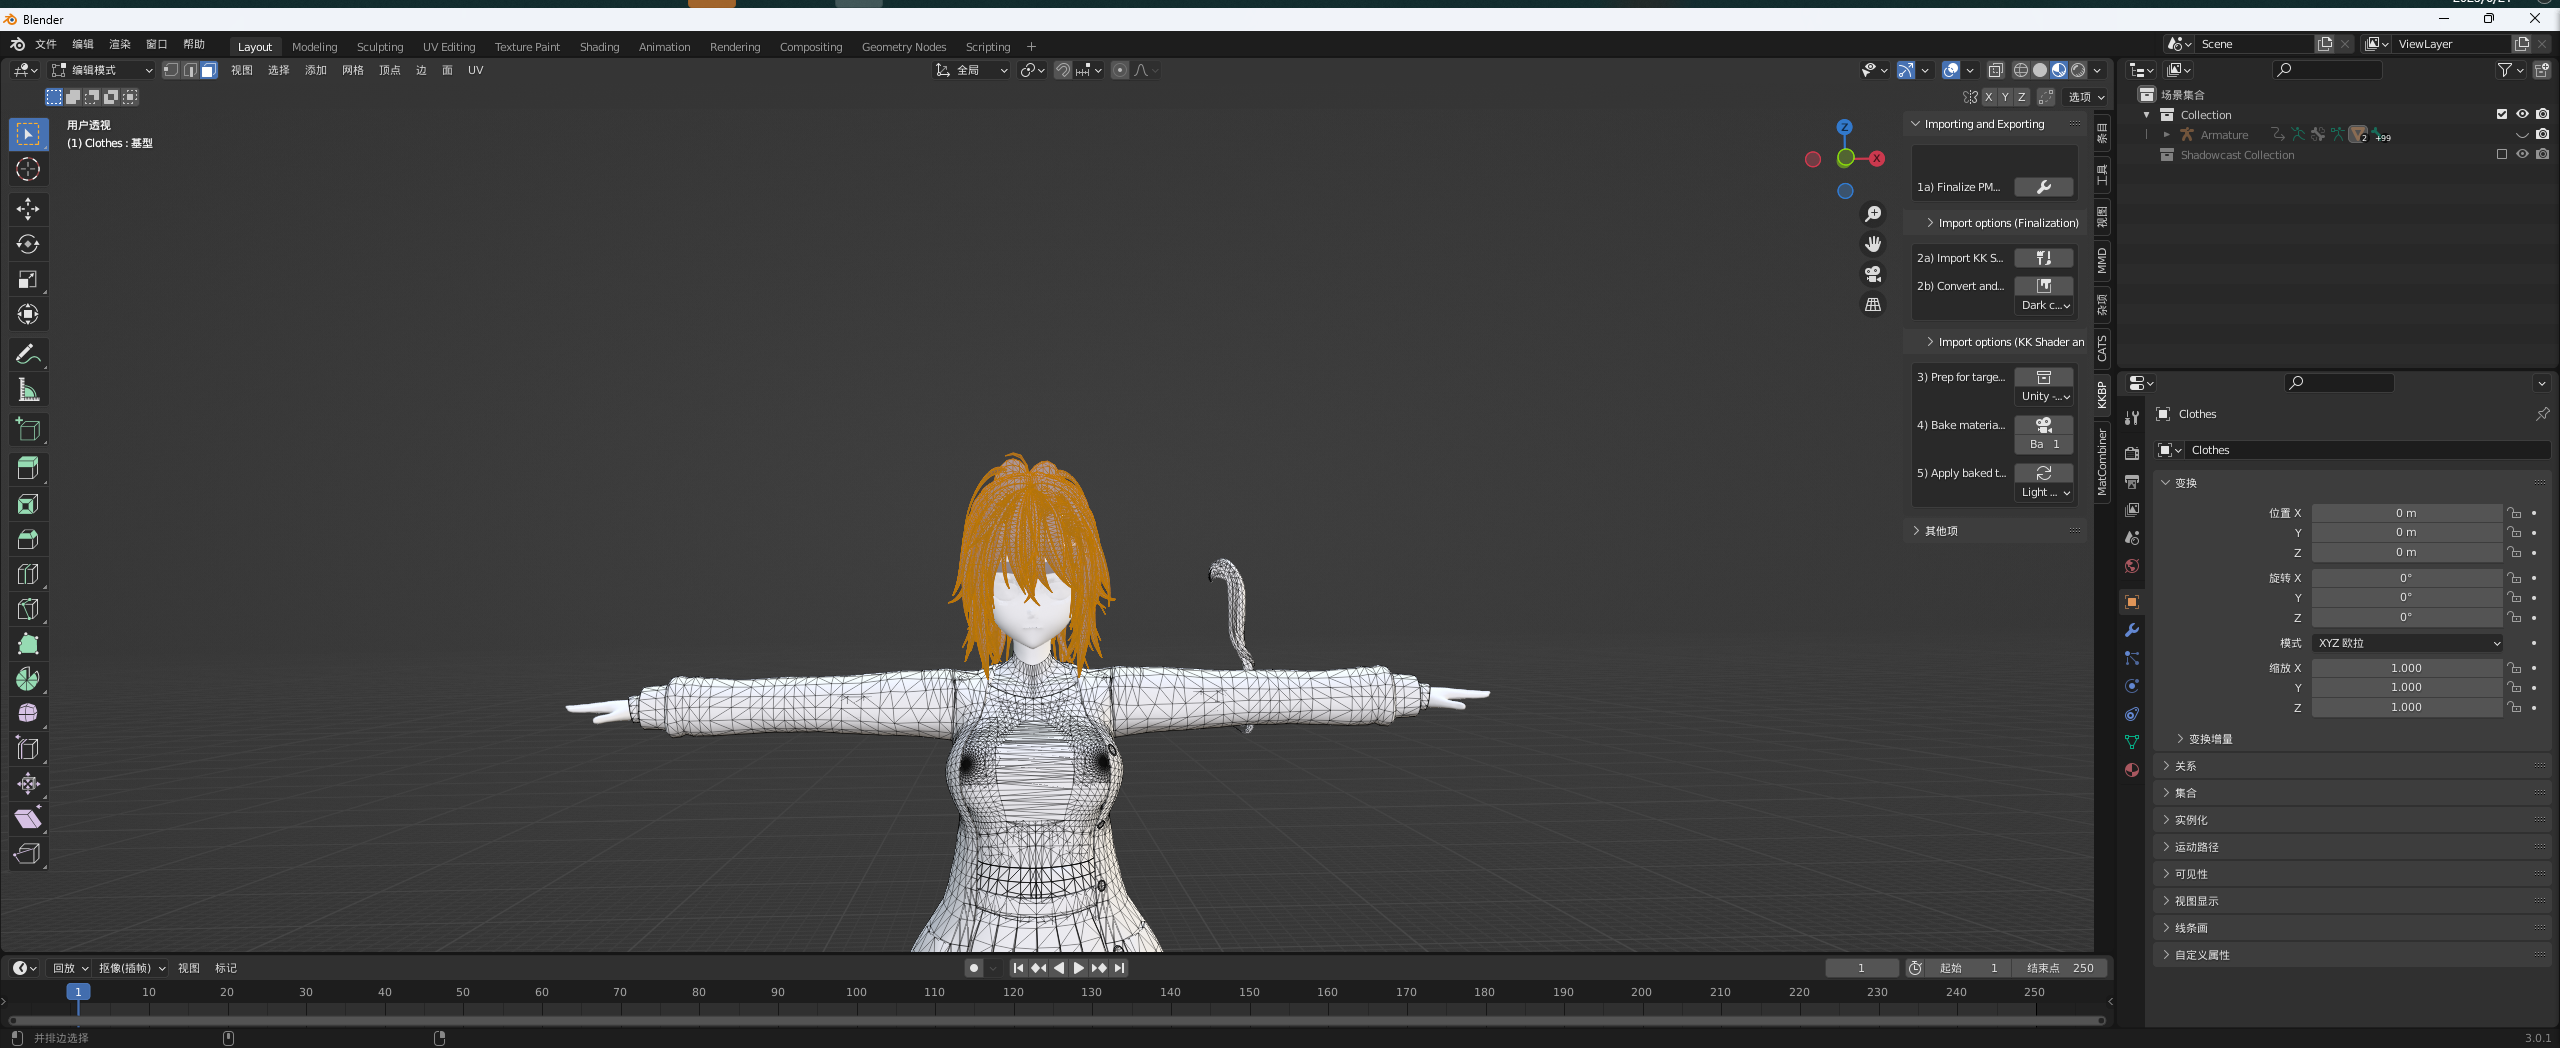 Blender
文件 编辑 渲染 窗口 帮助 Layout Modeling Sculpting UV Editing Texture Paint Shading Animation Rendering Compositing Geometry Nodes Scripting + Scene ViewLayer
编辑模式 视图 选择 添加 网格 顶点 边 面 UV 全局
X Y Z 选项
用户透视
(1) Clothes : 基型
Z
X
Importing and Exporting
1a) Finalize PM...
Import options (Finalization)
2a) Import KK S...
2b) Convert and...
Dark c...
Import options (KK Shader an
3) Prep for targe...
Unity -...
4) Bake materia...
Ba 1
5) Apply baked t...
Light ...
其他项
条目
工具
视图
MMD
杂项
CATS
KKBP
MatCombiner
场景集合
Collection
Armature 2 +99
Shadowcast Collection
Clothes
Clothes
变换
位置 X 0 m
Y 0 m
Z 0 m
旋转 X 0°
Y 0°
Z 0°
模式 XYZ 欧拉
缩放 X 1.000
Y 1.000
Z 1.000
变换增量
关系
集合
实例化
运动路径
可见性
视图显示
线条画
自定义属性
回放 抠像(插帧) 视图 标记 1 起始 1 结束点 250
1 10 20 30 40 50 60 70 80 90 100 110 120 130 140 150 160 170 180 190 200 210 220 230 240 250
并排边选择 3.0.1